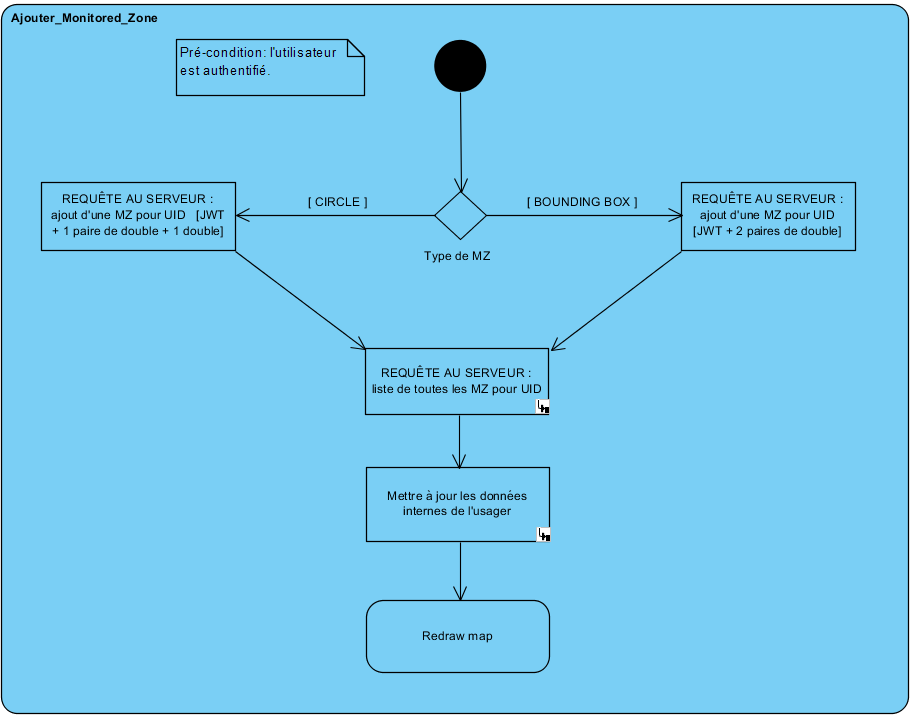 Ajouter_Monitored_Zone
Pré-condition: l'utilisateur
est authentifié.
REQUÊTE AU SERVEUR :
ajout d'une MZ pour UID [JWT
+ 1 paire de double + 1 double]
[ CIRCLE ]
[ BOUNDING BOX ]
REQUÊTE AU SERVEUR :
ajout d'une MZ pour UID
[JWT + 2 paires de double]
Type de MZ
REQUÊTE AU SERVEUR :
liste de toutes les MZ pour UID
Mettre à jour les données
internes de l'usager
Redraw map